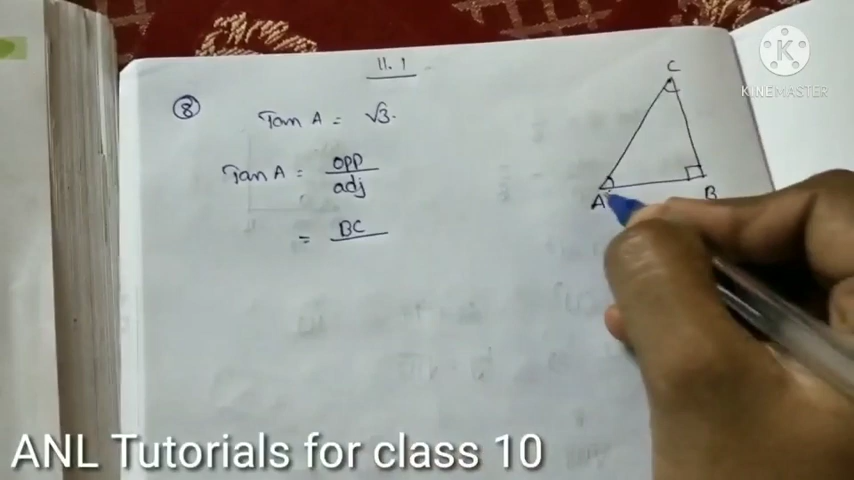 11.1
8
Tan A = √3.
Tan A = opp
adj
= BC
C
A
B
K
KINEMASTER
ANL Tutorials for class 10